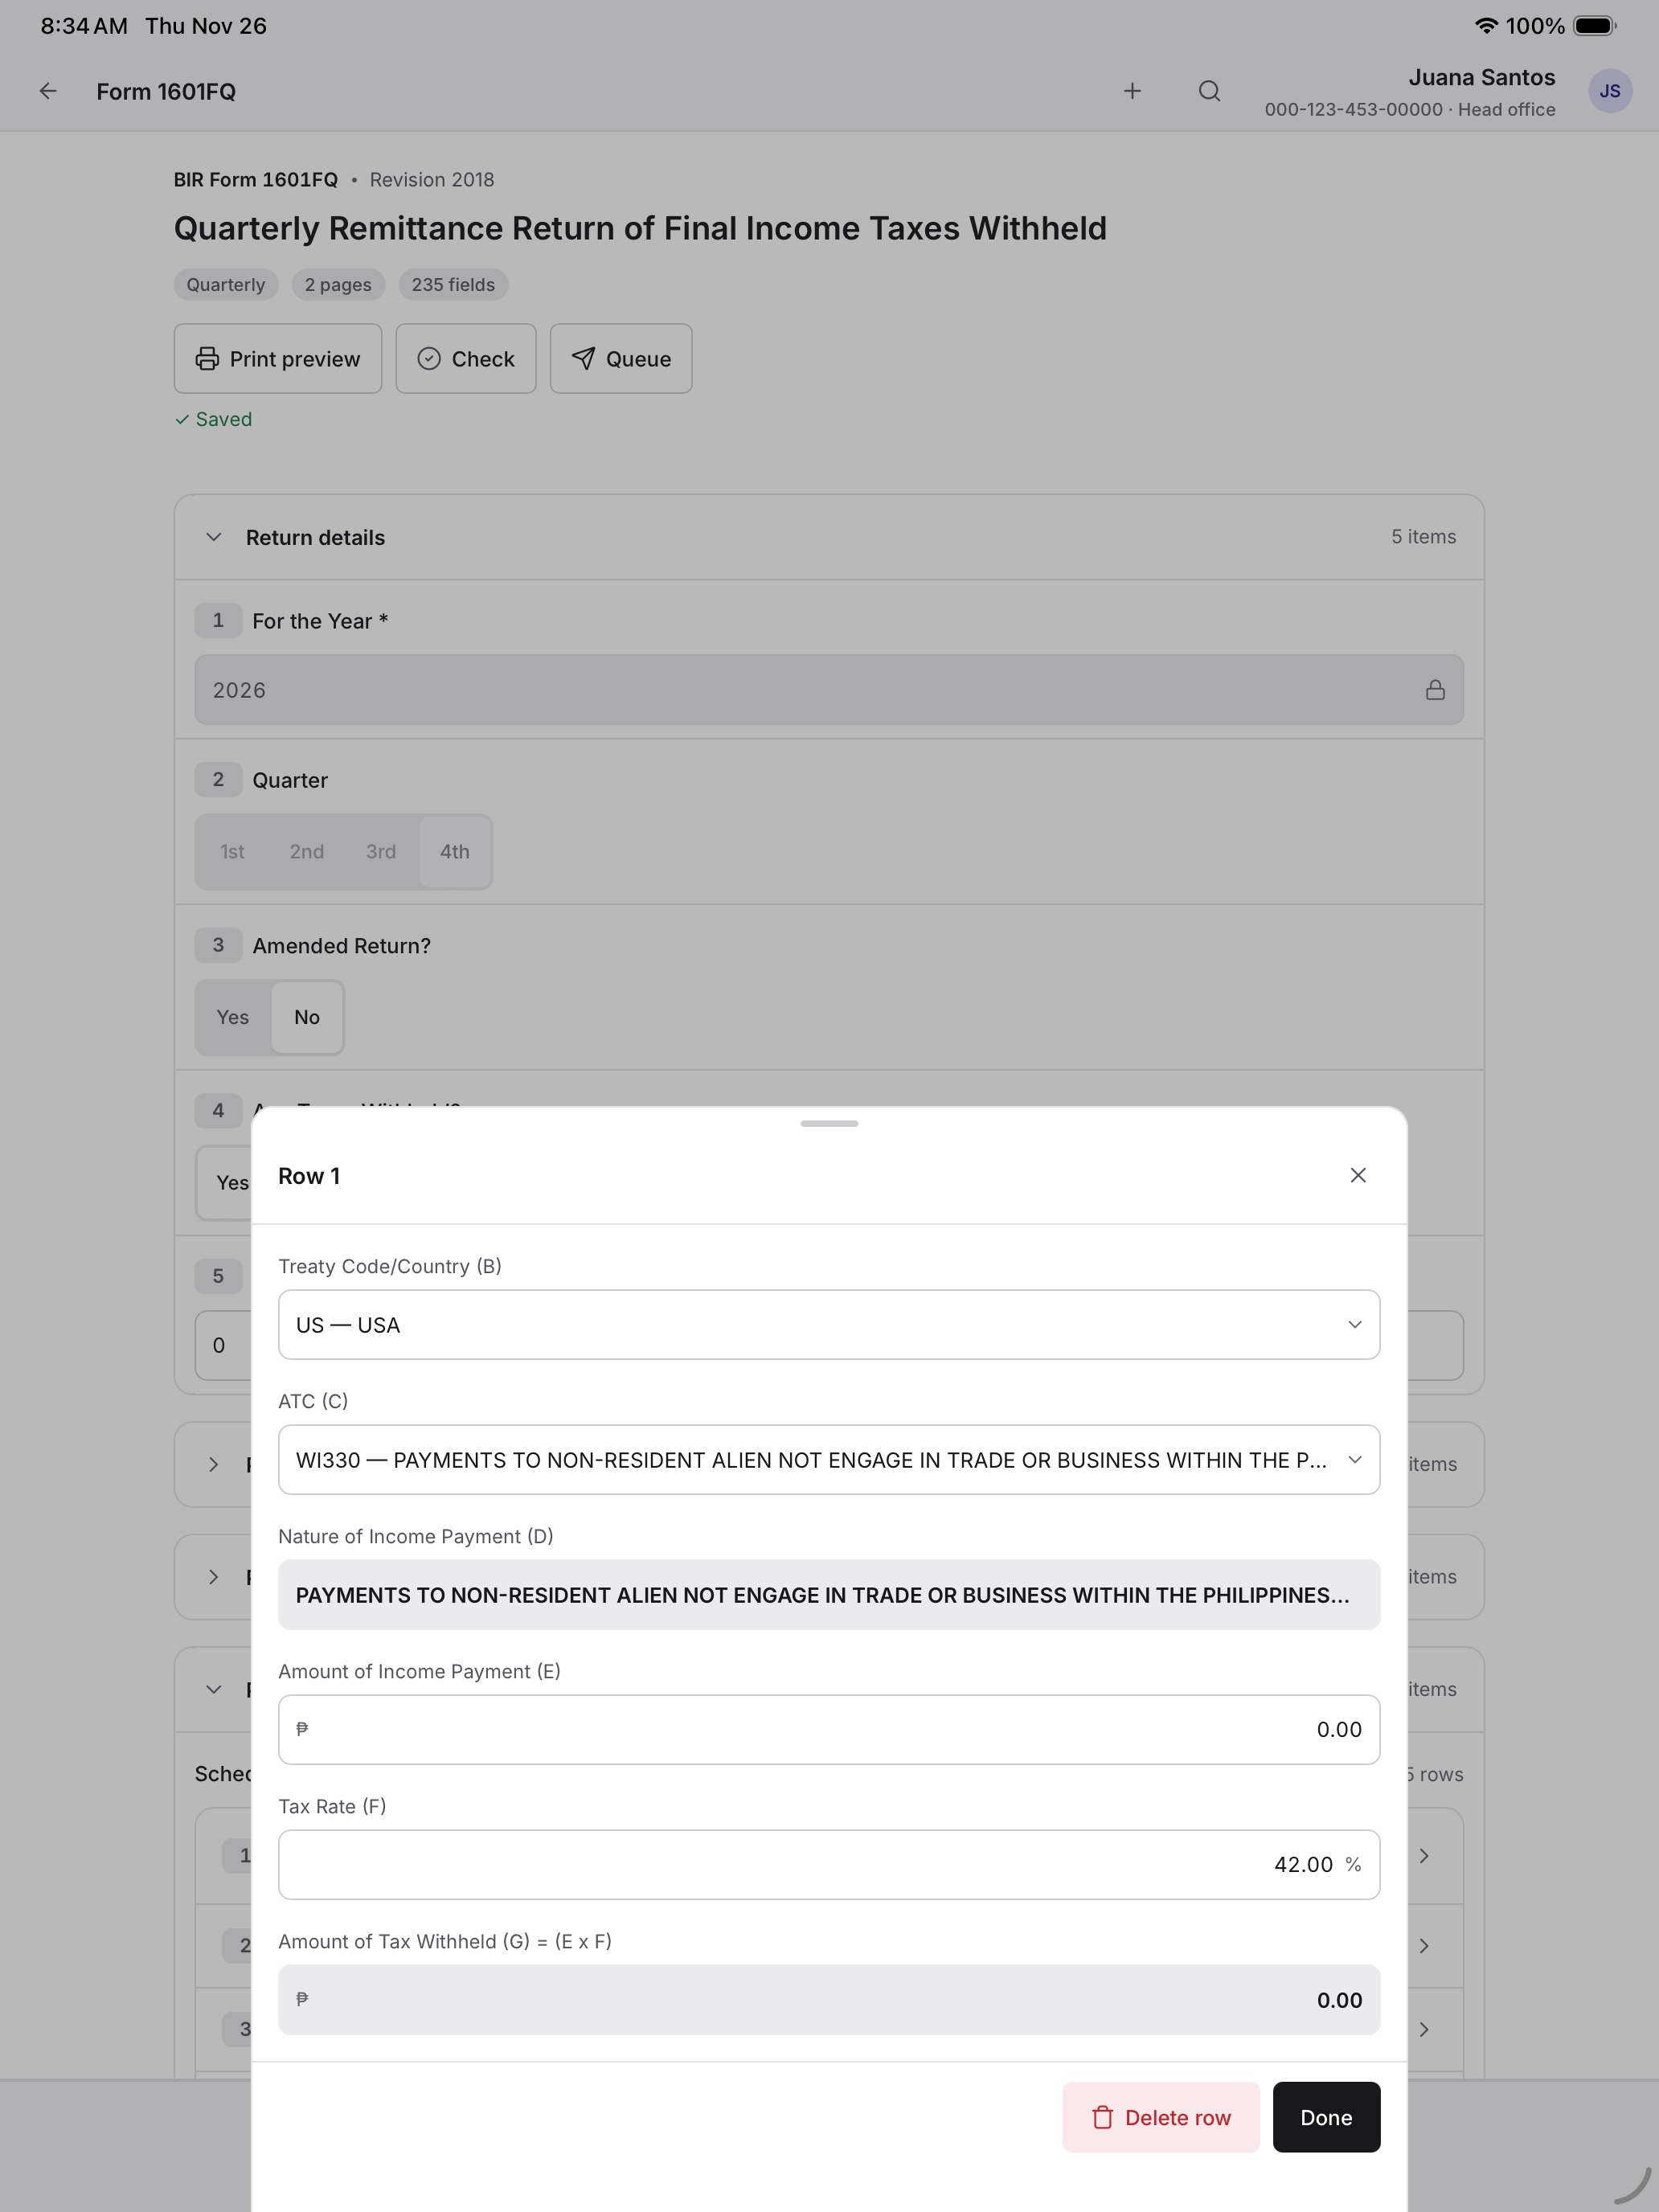 8:34 AM Thu Nov 26
100%
Form 1601FQ
Juana Santos
000-123-453-00000 · Head office
JS
BIR Form 1601FQ • Revision 2018
Quarterly Remittance Return of Final Income Taxes Withheld
Quarterly
2 pages
235 fields
Print preview
Check
Queue
Saved
Return details
5 items
1 For the Year *
2026
2 Quarter
1st 2nd 3rd 4th
3 Amended Return?
Yes No
4
Yes
5
0
items
items
items
5 rows
1
2
3
Row 1
Treaty Code/Country (B)
US — USA
ATC (C)
WI330 — PAYMENTS TO NON-RESIDENT ALIEN NOT ENGAGE IN TRADE OR BUSINESS WITHIN THE P...
Nature of Income Payment (D)
PAYMENTS TO NON-RESIDENT ALIEN NOT ENGAGE IN TRADE OR BUSINESS WITHIN THE PHILIPPINES...
Amount of Income Payment (E)
₱ 0.00
Tax Rate (F)
42.00 %
Amount of Tax Withheld (G) = (E x F)
₱ 0.00
Delete row
Done